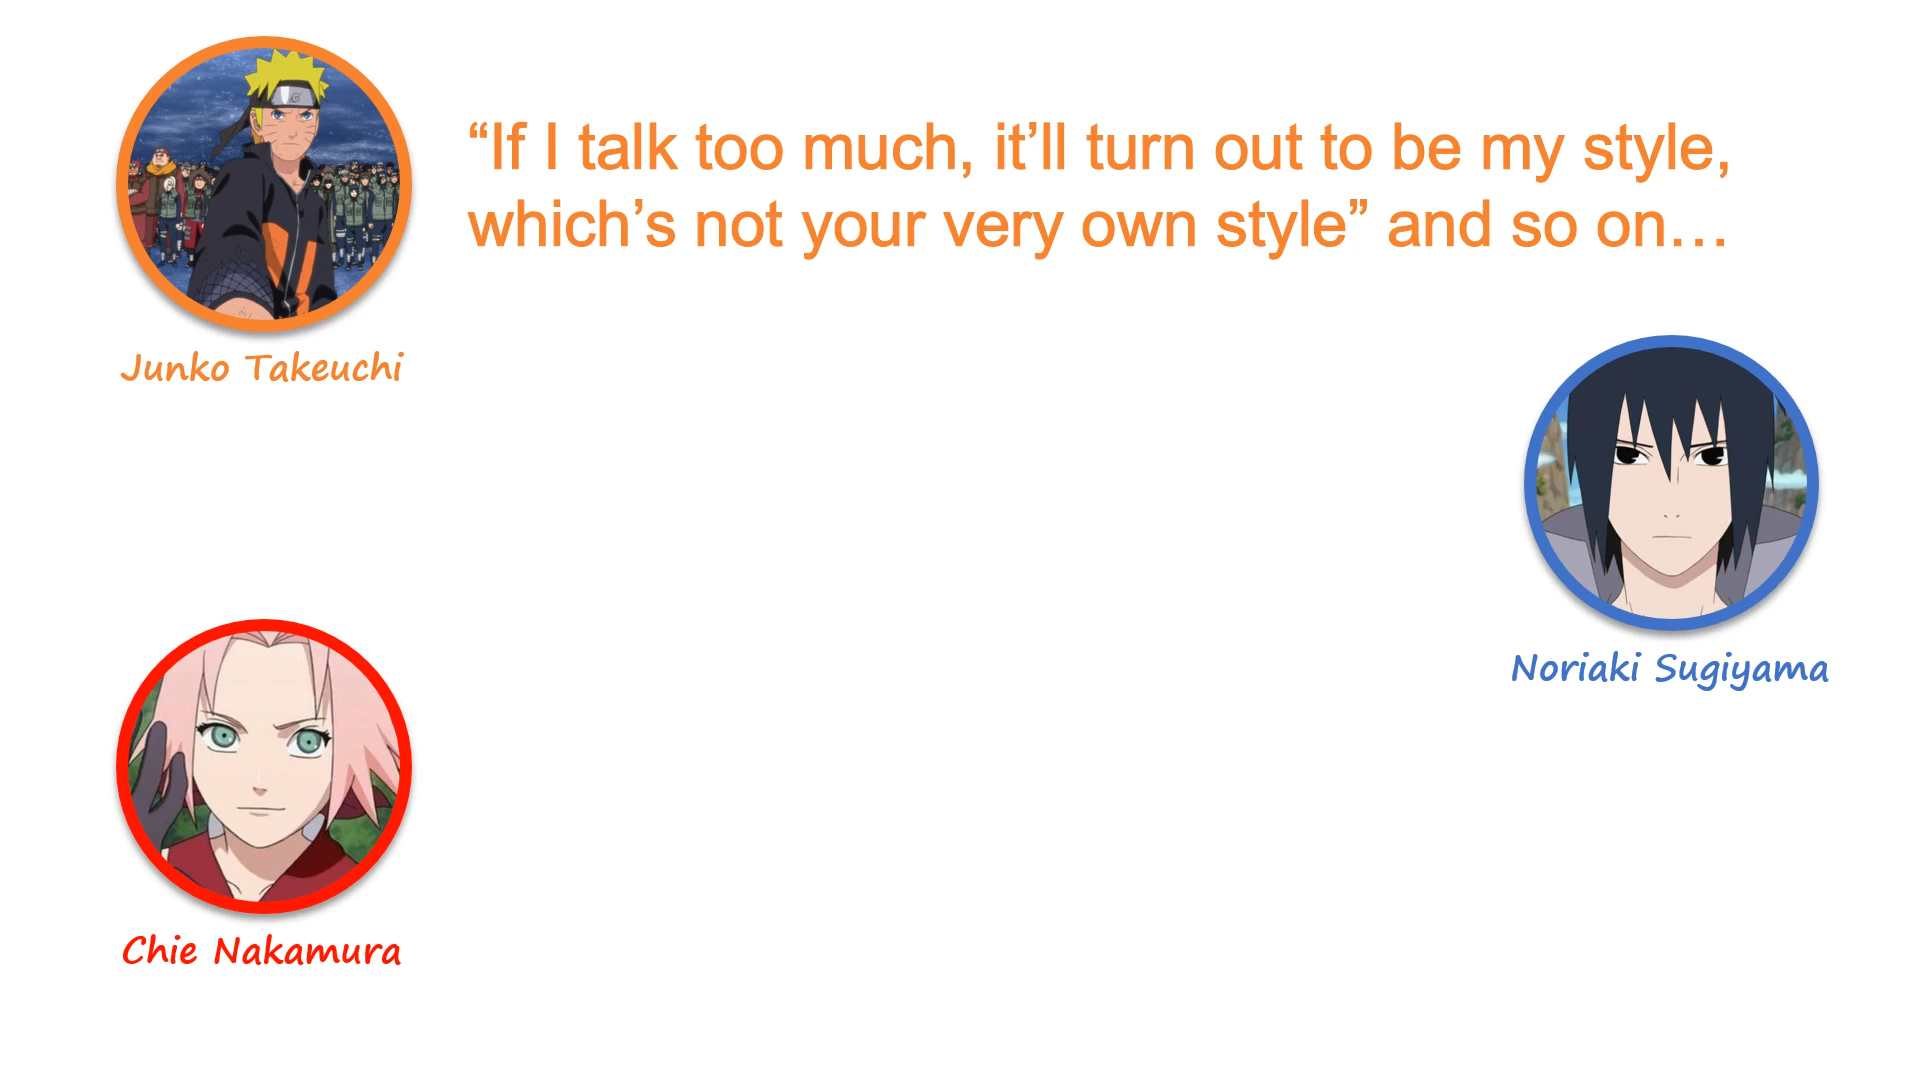 “If I talk too much, it’ll turn out to be my style,
which’s not your very own style” and so on…
Junko Takeuchi
Noriaki Sugiyama
Chie Nakamura